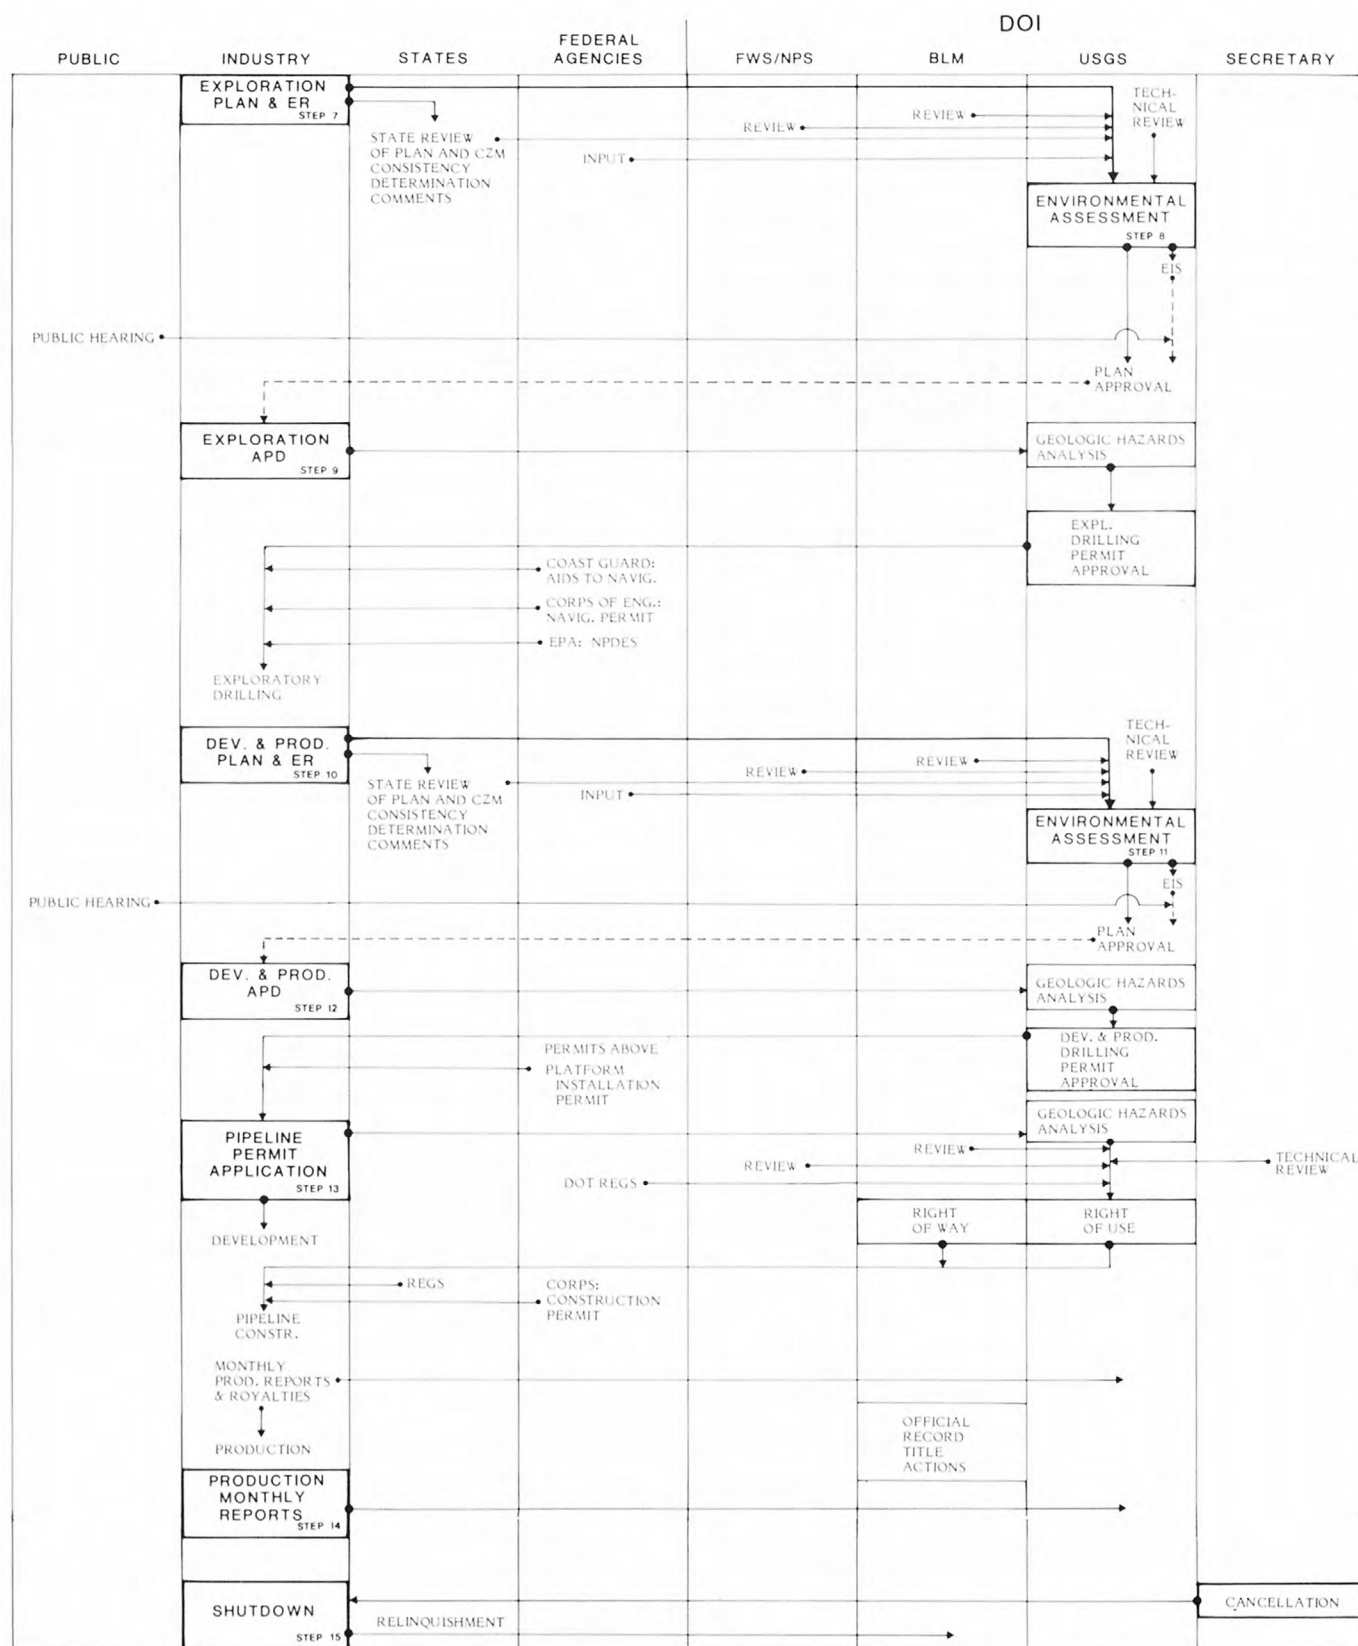 DOI
PUBLIC
INDUSTRY
STATES
FEDERAL
AGENCIES
FWS/NPS
BLM
USGS
SECRETARY
EXPLORATION
PLAN & ER
STEP 7
STATE REVIEW
OF PLAN AND CZM
CONSISTENCY
DETERMINATION
COMMENTS
INPUT
REVIEW
REVIEW
TECH-
NICAL
REVIEW
ENVIRONMENTAL
ASSESSMENT
STEP 8
EIS
PUBLIC HEARING
PLAN
APPROVAL
EXPLORATION
APD
STEP 9
GEOLOGIC HAZARDS
ANALYSIS
EXPL.
DRILLING
PERMIT
APPROVAL
COAST GUARD:
AIDS TO NAVIG.
CORPS OF ENG.:
NAVIG. PERMIT
EPA: NPDES
EXPLORATORY
DRILLING
DEV. & PROD.
PLAN & ER
STEP 10
STATE REVIEW
OF PLAN AND CZM
CONSISTENCY
DETERMINATION
COMMENTS
INPUT
REVIEW
REVIEW
TECH-
NICAL
REVIEW
ENVIRONMENTAL
ASSESSMENT
STEP 11
EIS
PUBLIC HEARING
PLAN
APPROVAL
DEV. & PROD.
APD
STEP 12
GEOLOGIC HAZARDS
ANALYSIS
DEV. & PROD.
DRILLING
PERMIT
APPROVAL
PERMITS ABOVE
PLATFORM
INSTALLATION
PERMIT
GEOLOGIC HAZARDS
ANALYSIS
PIPELINE
PERMIT
APPLICATION
STEP 13
REVIEW
REVIEW
DOT REGS
TECHNICAL
REVIEW
RIGHT
OF WAY
RIGHT
OF USE
DEVELOPMENT
REGS
CORPS:
CONSTRUCTION
PERMIT
PIPELINE
CONSTR.
MONTHLY
PROD. REPORTS
& ROYALTIES
PRODUCTION
OFFICIAL
RECORD
TITLE
ACTIONS
PRODUCTION
MONTHLY
REPORTS
STEP 14
SHUTDOWN
STEP 15
RELINQUISHMENT
CANCELLATION